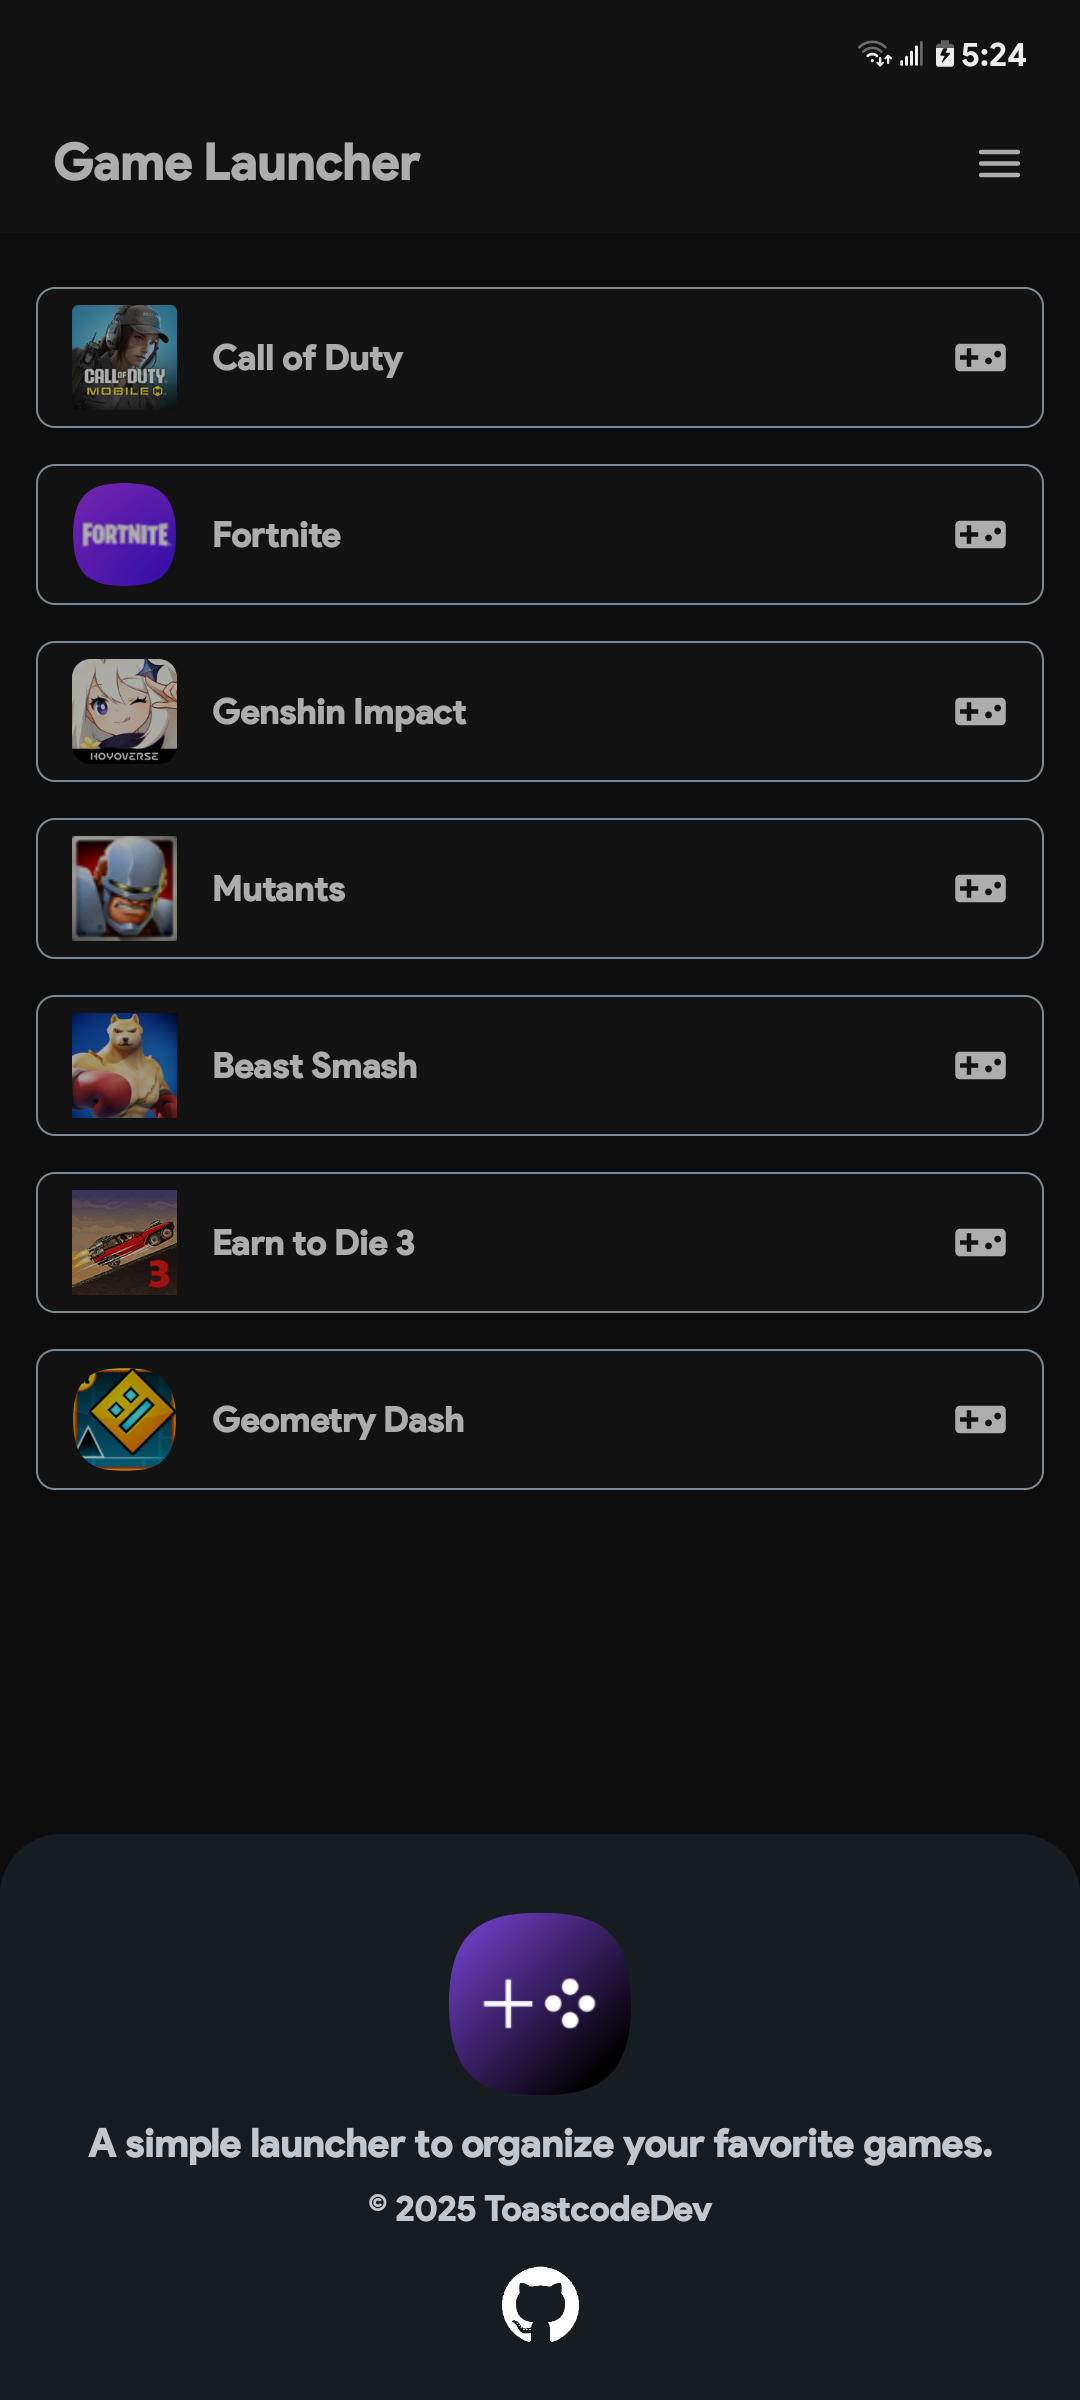 5:24
Game Launcher
CALL OF DUTY
MOBILE
Call of Duty
FORTNITE
Fortnite
HOYOVERSE
Genshin Impact
Mutants
Beast Smash
3
Earn to Die 3
Geometry Dash
A simple launcher to organize your favorite games.
© 2025 ToastcodeDev